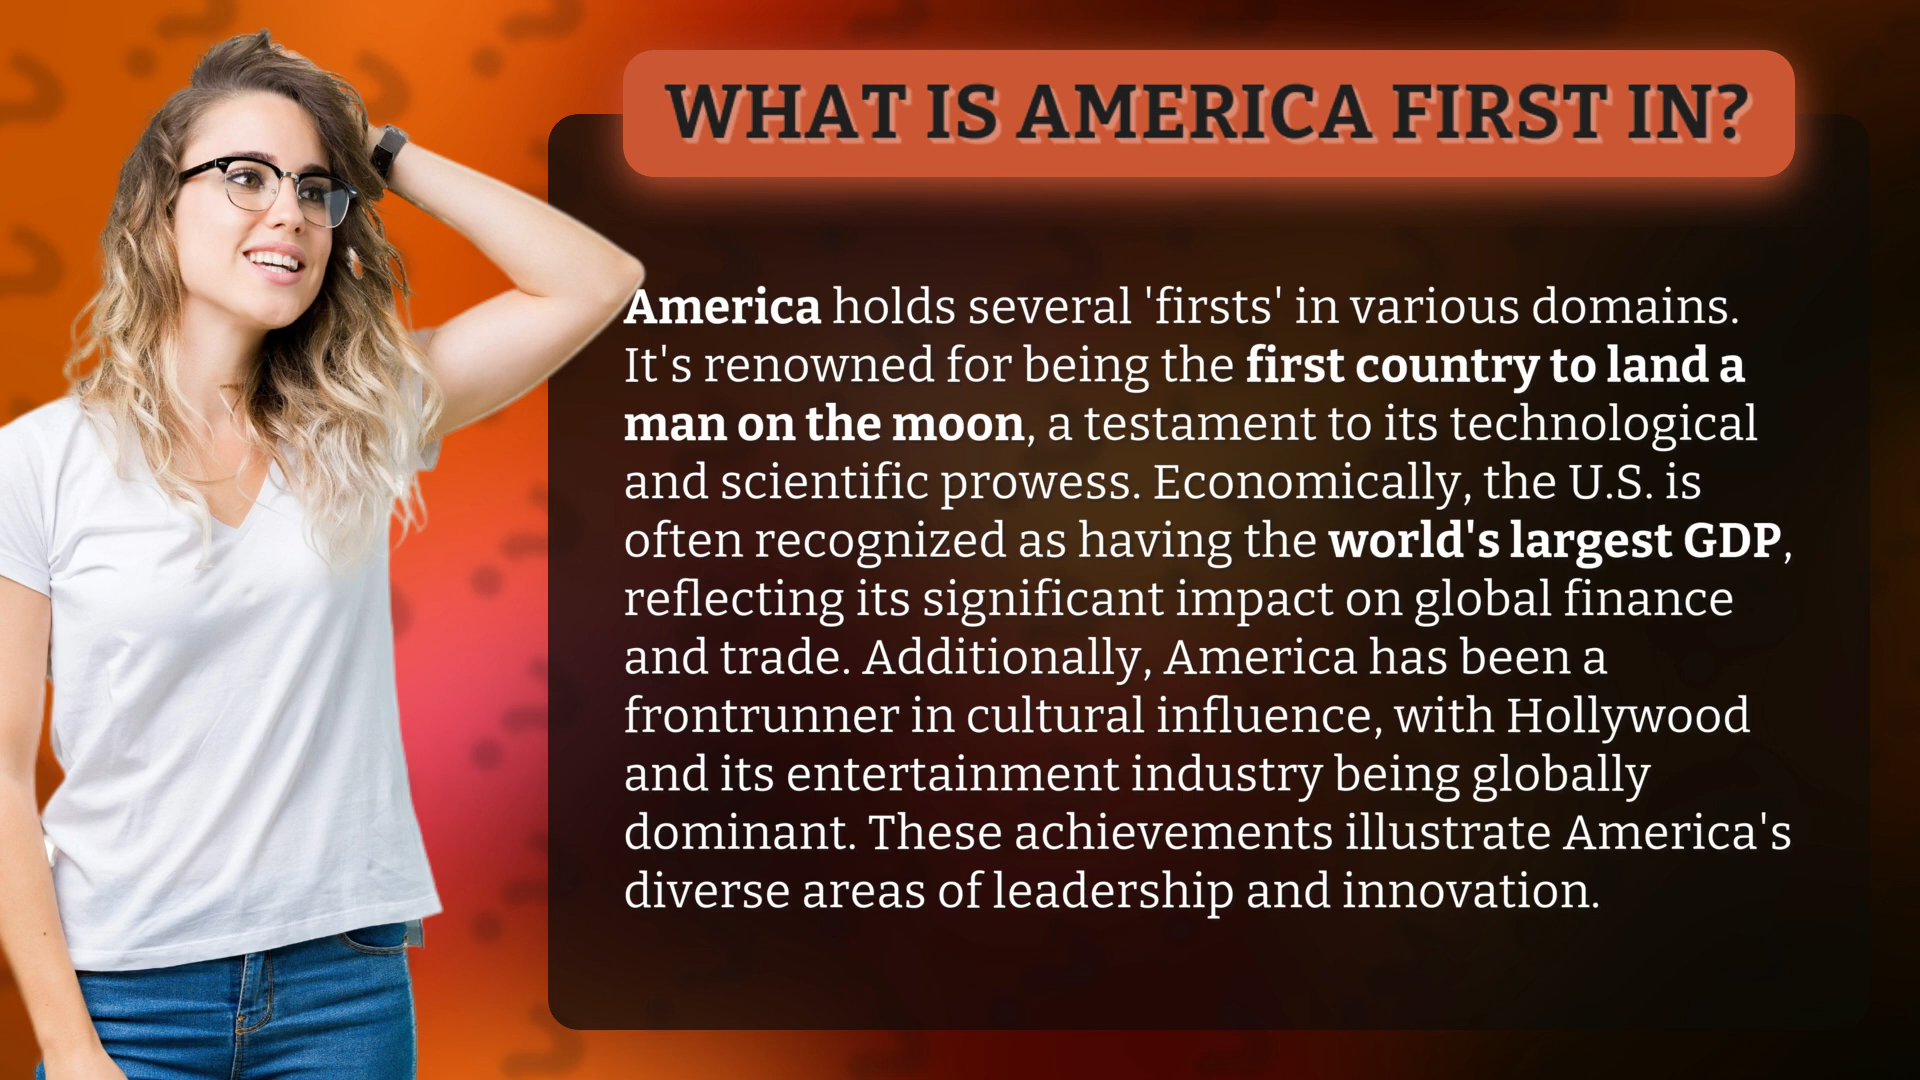 WHAT IS AMERICA FIRST IN?
America holds several 'firsts' in various domains.
It's renowned for being the first country to land a
man on the moon, a testament to its technological
and scientific prowess. Economically, the U.S. is
often recognized as having the world's largest GDP,
reflecting its significant impact on global finance
and trade. Additionally, America has been a
frontrunner in cultural influence, with Hollywood
and its entertainment industry being globally
dominant. These achievements illustrate America's
diverse areas of leadership and innovation.